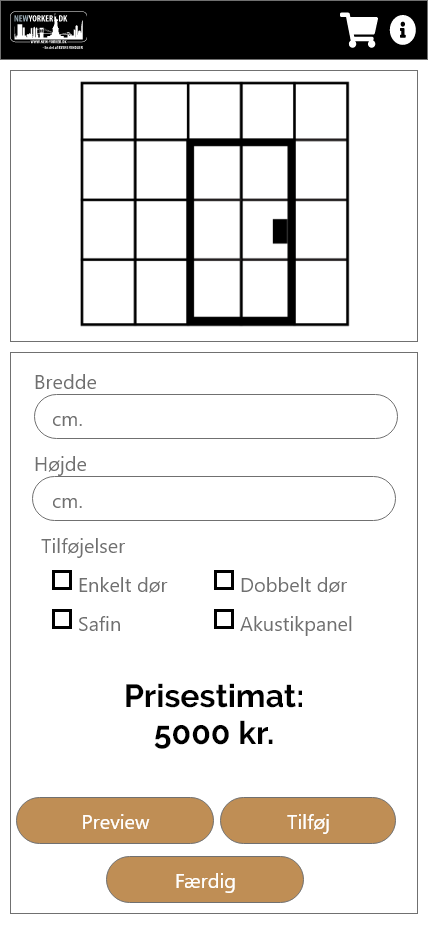 NEWYORKER.DK
WWW.NEW-YORKER.DK
Bredde
cm.
Højde
cm.
Tilføjelser
Enkelt dør
Dobbelt dør
Safin
Akustikpanel
Prisestimat:
5000 kr.
Preview
Tilføj
Færdig